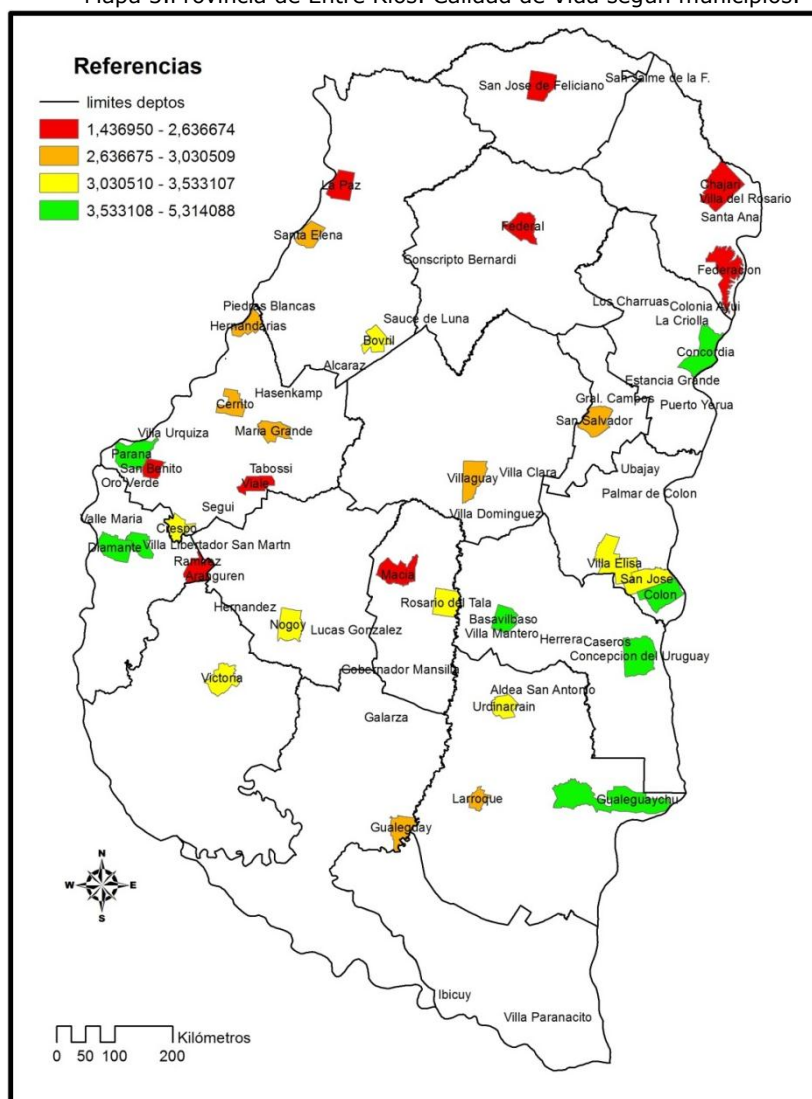 Mapa 3.Provincia de Entre Ríos. Calidad de Vida según municipios.
Referencias
limites deptos
1,436950 - 2,636674
2,636675 - 3,030509
3,030510 - 3,533107
3,533108 - 5,314088
San Jose de Feliciano
San Jaime de la F.
La Paz
Chajari
Villa del Rosario
Santa Ana
Federal
Santa Elena
Conscripto Bernardi
Federacion
Los Charruas
Colonia Ayui
La Criolla
Piedras Blancas
Hernandarias
Sauce de Luna
Bovril
Alcaraz
Concordia
Estancia Grande
Hasenkamp
Cerrito
Gral. Campos
Puerto Yerua
San Salvador
Maria Grande
Villa Urquiza
Parana
San Benito
Oro Verde
Tabossi
Viale
Villaguay
Villa Clara
Ubajay
Palmar de Colon
Segui
Villa Dominguez
Valle Maria
Crespo
Diamante
Villa Libertador San Martn
Ramirez
Aranguren
Macia
Villa Elisa
San Jose
Colon
Hernandez
Rosario del Tala
Nogoy
Lucas Gonzalez
Basavilbaso
Villa Mantero
Herrera
Caseros
Concepcion del Uruguay
Victoria
Gobernador Mansilla
Aldea San Antonio
Urdinarrain
Galarza
Larroque
Gualeguaychu
Gualeguay
N
W
E
S
Ibicuy
Villa Paranacito
Kilómetros
0 50 100 200